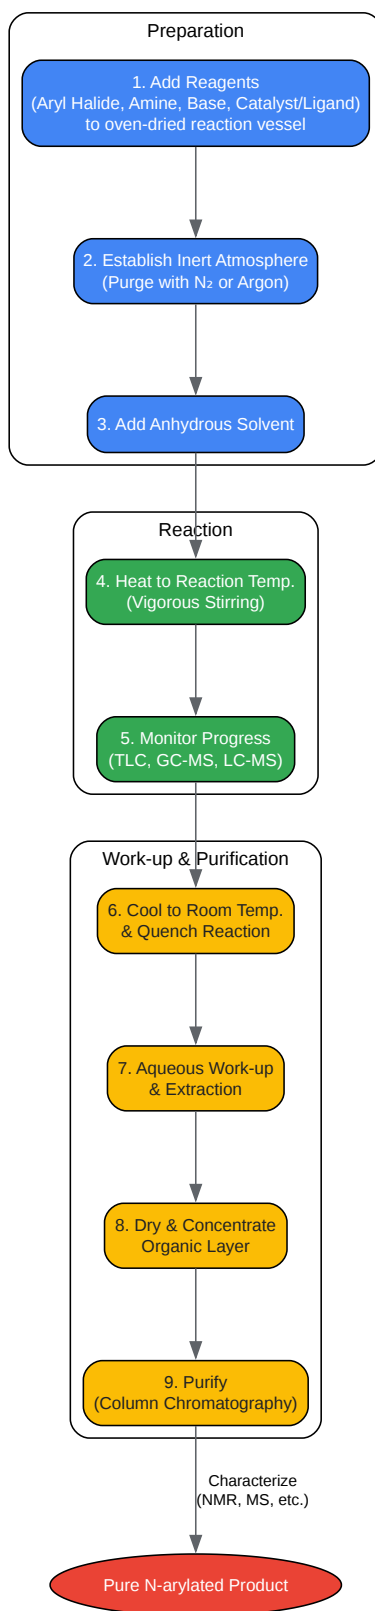 Preparation
1. Add Reagents
(Aryl Halide, Amine, Base, Catalyst/Ligand)
to oven-dried reaction vessel
2. Establish Inert Atmosphere
(Purge with N₂ or Argon)
3. Add Anhydrous Solvent
Reaction
4. Heat to Reaction Temp.
(Vigorous Stirring)
5. Monitor Progress
(TLC, GC-MS, LC-MS)
Work-up & Purification
6. Cool to Room Temp.
& Quench Reaction
7. Aqueous Work-up
& Extraction
8. Dry & Concentrate
Organic Layer
9. Purify
(Column Chromatography)
Characterize
(NMR, MS, etc.)
Pure N-arylated Product